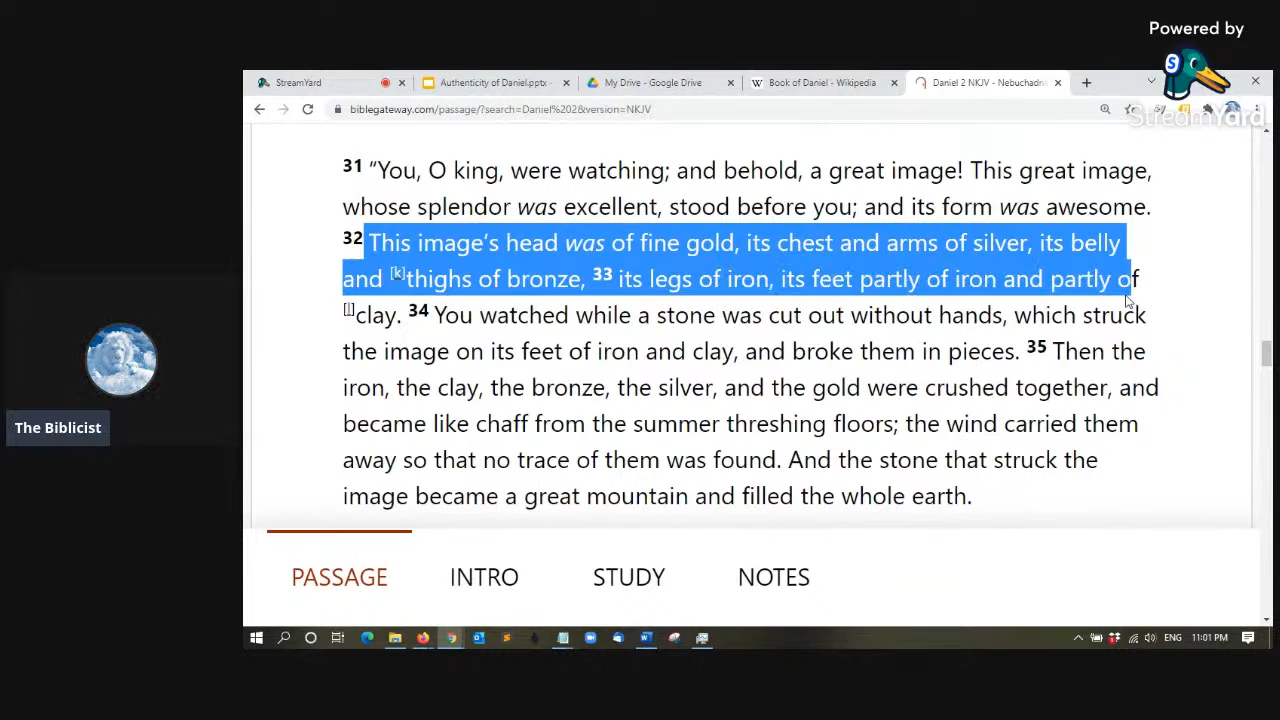 Powered by
S
StreamYard
StreamYard
Authenticity of Daniel.pptx -
My Drive - Google Drive
W Book of Daniel - Wikipedia
Daniel 2 NKJV - Nebuchadn
biblegateway.com/passage/?search=Daniel%202&version=NKJV
31 “You, O king, were watching; and behold, a great image! This great image,
whose splendor was excellent, stood before you; and its form was awesome.
32 This image’s head was of fine gold, its chest and arms of silver, its belly
and [k]thighs of bronze, 33 its legs of iron, its feet partly of iron and partly of
[l]clay. 34 You watched while a stone was cut out without hands, which struck
the image on its feet of iron and clay, and broke them in pieces. 35 Then the
iron, the clay, the bronze, the silver, and the gold were crushed together, and
became like chaff from the summer threshing floors; the wind carried them
away so that no trace of them was found. And the stone that struck the
image became a great mountain and filled the whole earth.
The Biblicist
PASSAGE INTRO STUDY NOTES
ENG 11:01 PM